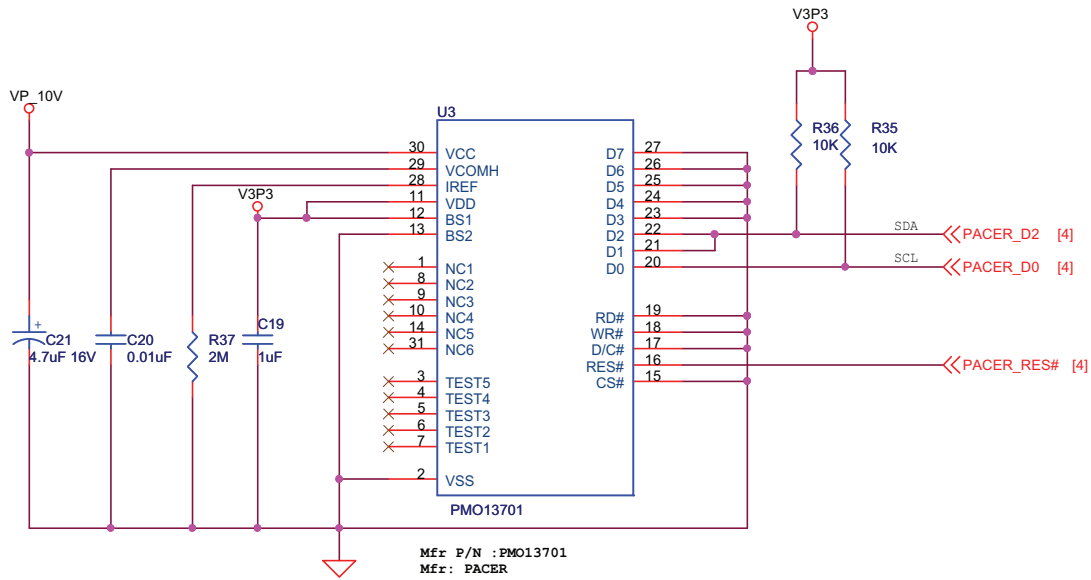 V3P3
VP_10V
U3
R36
10K
R35
10K
30 VCC
29 VCOMH
28 IREF
11 VDD
12 BS1
13 BS2
V3P3
D7 27
D6 26
D5 25
D4 24
D3 23
D2 22
D1 21
D0 20
SDA
PACER_D2 [4]
SCL
PACER_D0 [4]
1 NC1
8 NC2
9 NC3
10 NC4
14 NC5
31 NC6
RD# 19
WR# 18
D/C# 17
RES# 16
CS# 15
PACER_RES# [4]
+
C21
4.7uF 16V
C20
0.01uF
R37
2M
C19
1uF
3 TEST5
4 TEST4
5 TEST3
6 TEST2
7 TEST1
2 VSS
PMO13701
Mfr P/N :PMO13701
Mfr: PACER